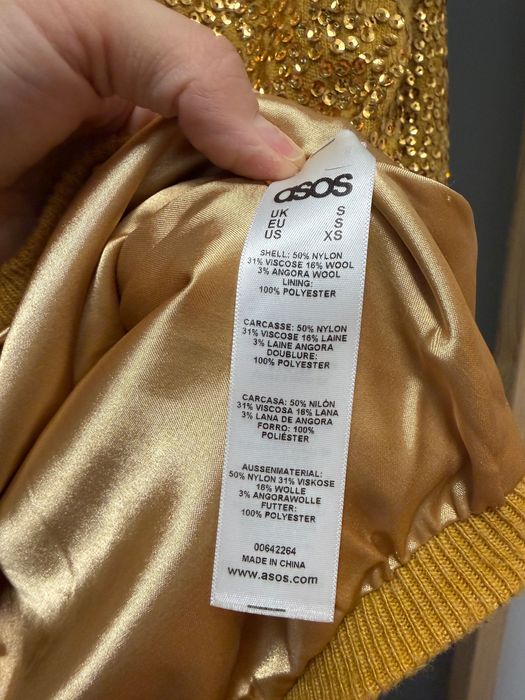 asos
UK S
EU S
US XS
SHELL: 50% NYLON
31% VISCOSE 16% WOOL
3% ANGORA WOOL
LINING:
100% POLYESTER
CARCASSE: 50% NYLON
31% VISCOSE 16% LAINE
3% LAINE ANGORA
DOUBLURE:
100% POLYESTER
CARCASA: 50% NILÓN
31% VISCOSA 16% LANA
3% LANA DE ANGORA
FORRO: 100%
POLIÉSTER
AUSSENMATERIAL:
50% NYLON 31% VISKOSE
16% WOLLE
3% ANGORAWOLLE
FUTTER:
100% POLYESTER
00642264
MADE IN CHINA
www.asos.com